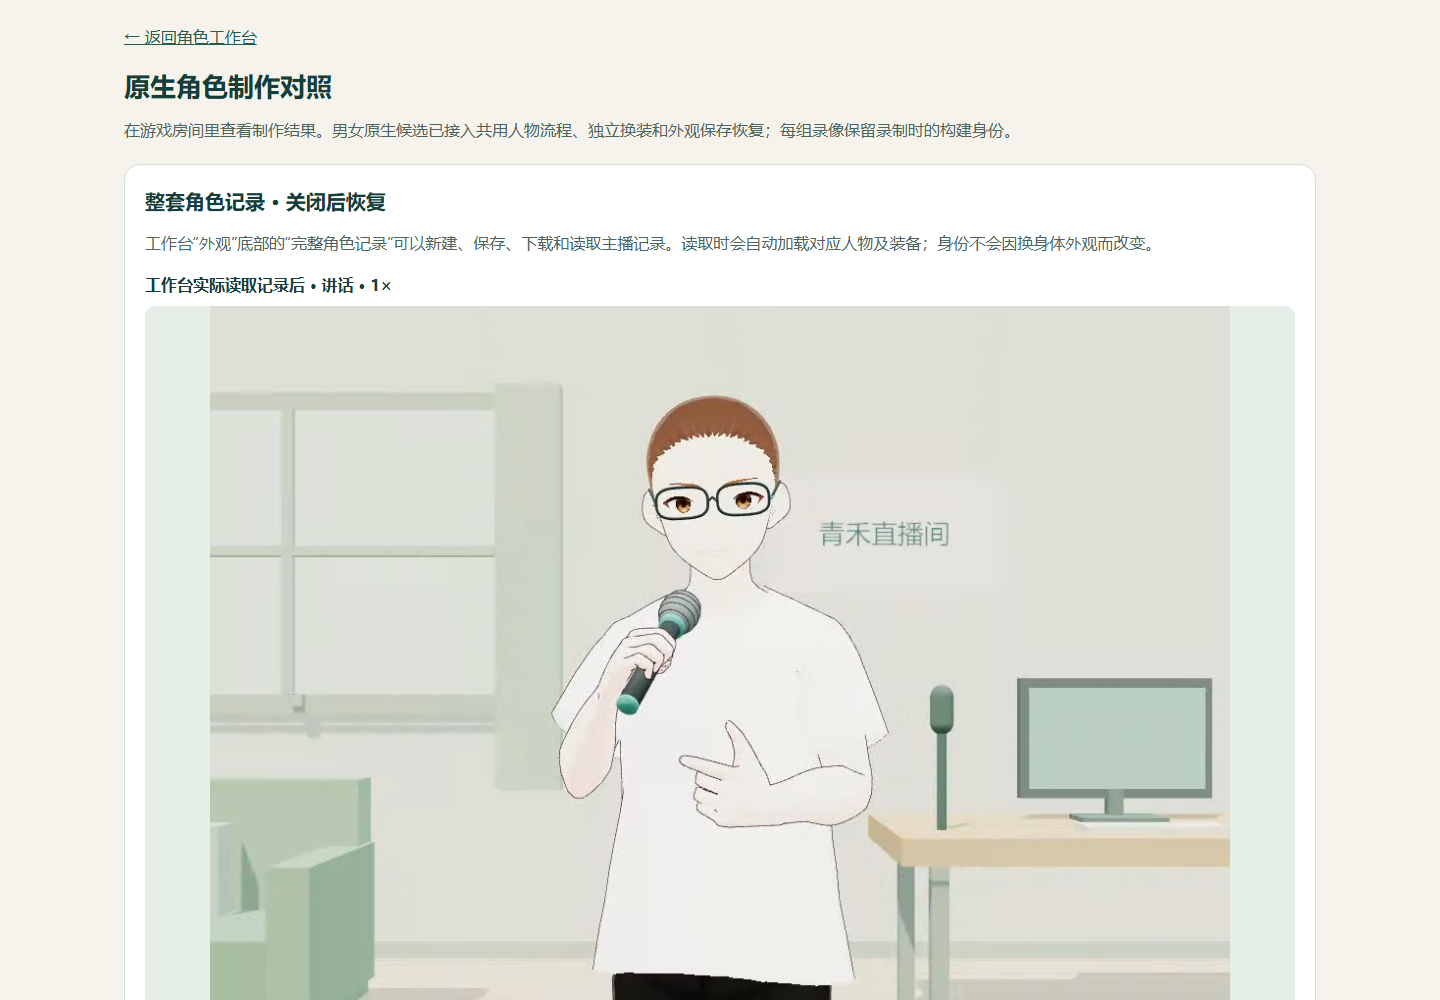 ← 返回角色工作台
原生角色制作对照
在游戏房间里查看制作结果。男女原生候选已接入共用人物流程、独立换装和外观保存恢复；每组录像保留录制时的构建身份。
整套角色记录 • 关闭后恢复
工作台“外观”底部的“完整角色记录”可以新建、保存、下载和读取主播记录。读取时会自动加载对应人物及装备；身份不会因换身体外观而改变。
工作台实际读取记录后 • 讲话 • 1×
青禾直播间